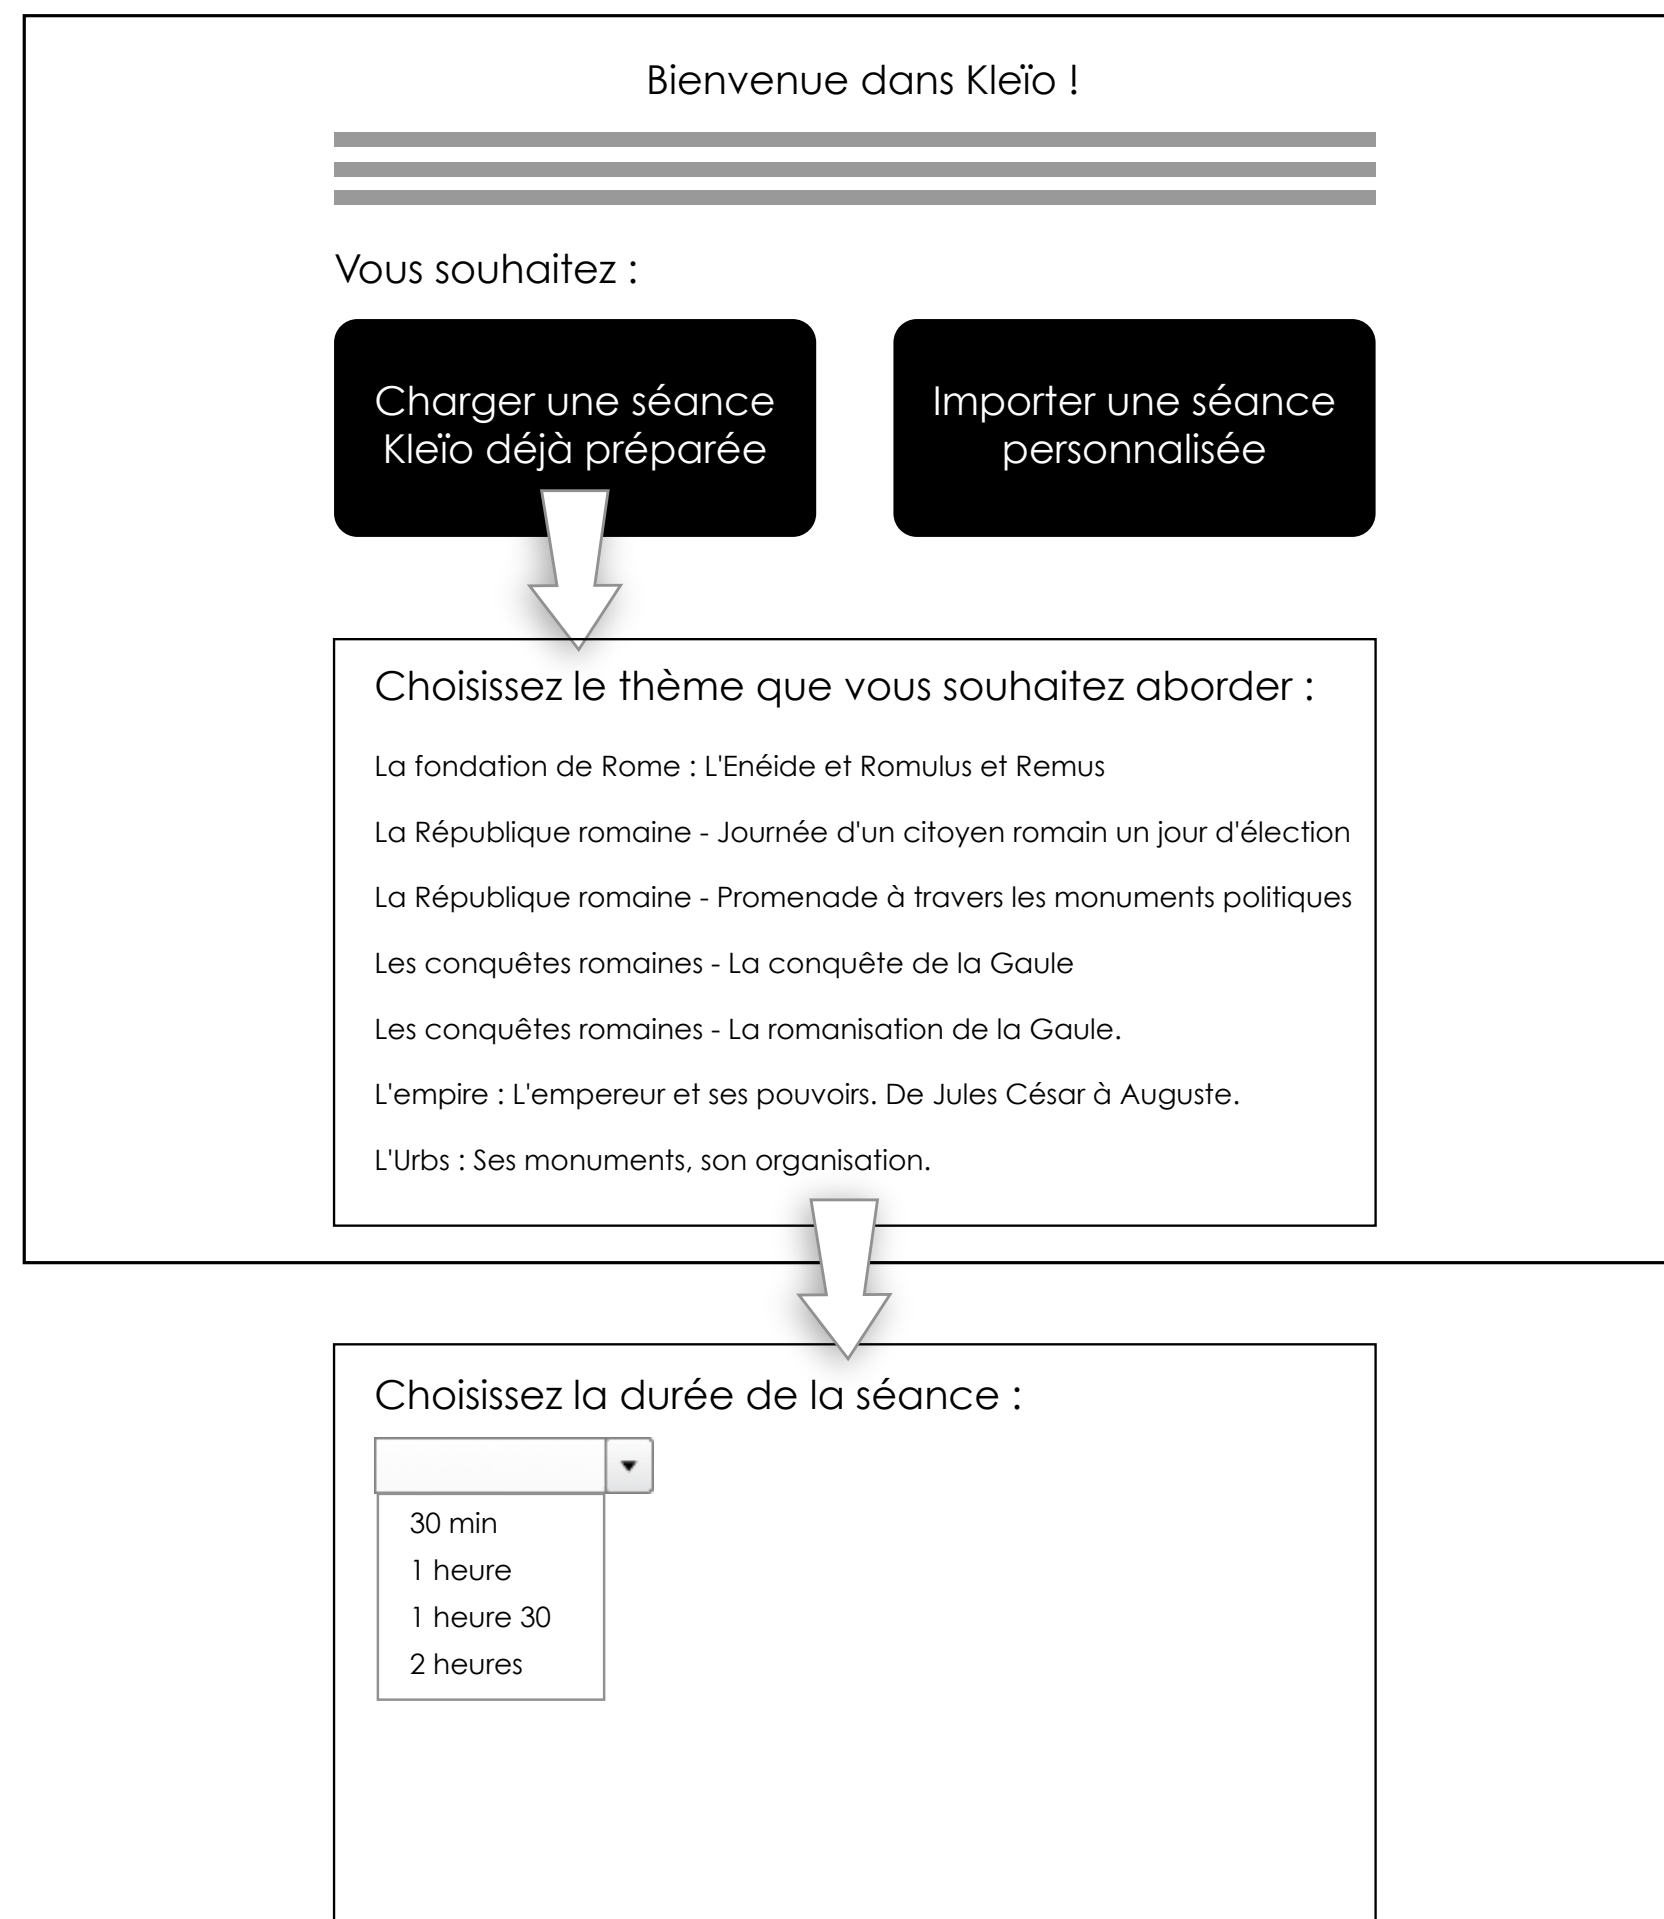 Bienvenue dans Kleïo !
Vous souhaitez :
Charger une séance
Kleïo déjà préparée
Importer une séance
personnalisée
Choisissez le thème que vous souhaitez aborder :
La fondation de Rome : L'Enéide et Romulus et Remus
La République romaine - Journée d'un citoyen romain un jour d'élection
La République romaine - Promenade à travers les monuments politiques
Les conquêtes romaines - La conquête de la Gaule
Les conquêtes romaines - La romanisation de la Gaule.
L'empire : L'empereur et ses pouvoirs. De Jules César à Auguste.
L'Urbs : Ses monuments, son organisation.
Choisissez la durée de la séance :
30 min
1 heure
1 heure 30
2 heures